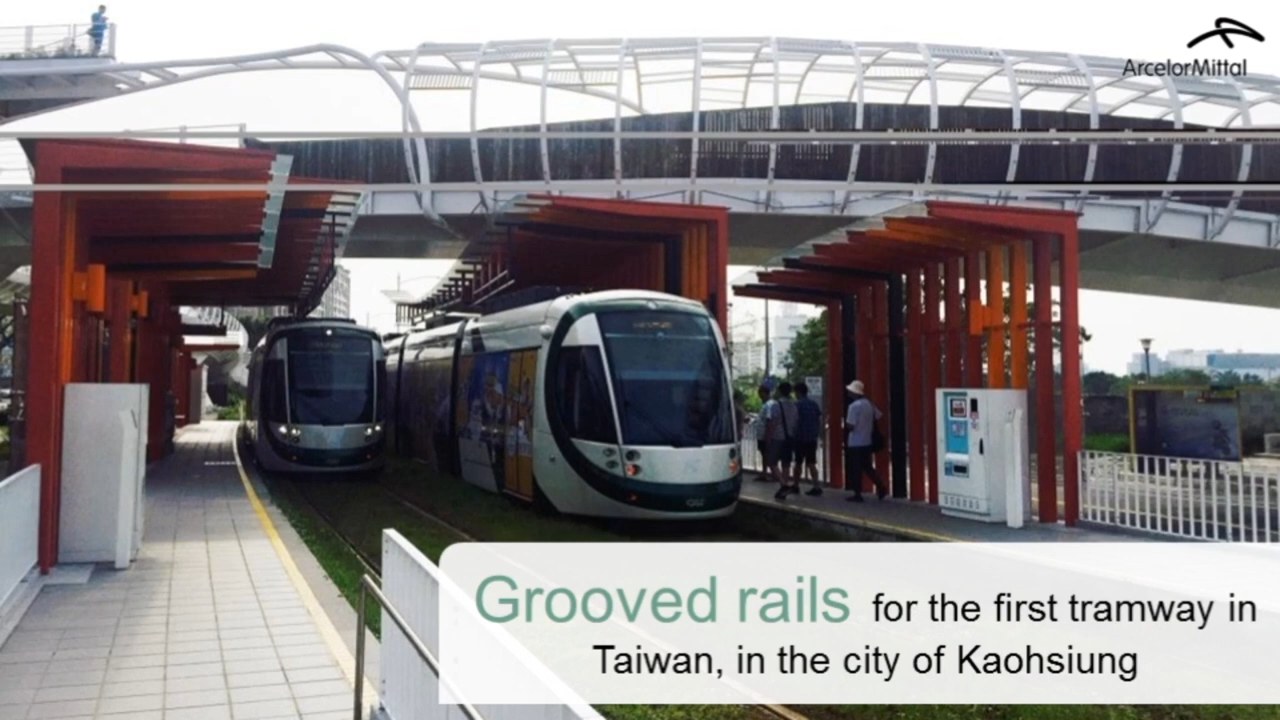 ArcelorMittal
Grooved rails for the first tramway in
Taiwan, in the city of Kaohsiung